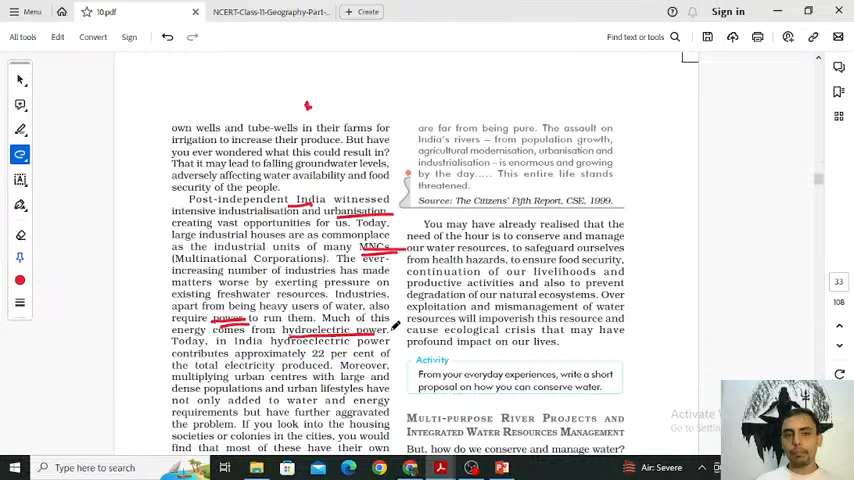 Menu
10.pdf
NCERT-Class-11-Geography-Part-..
Create
Sign in
All tools
Edit
Convert
Sign
Find text or tools
own wells and tube-wells in their farms for
irrigation to increase their produce. But have
you ever wondered what this could result in?
That it may lead to falling groundwater levels,
adversely affecting water availability and food
security of the people.
Post-independent India witnessed
intensive industrialisation and urbanisation,
creating vast opportunities for us. Today,
large industrial houses are as commonplace
as the industrial units of many MNCs
(Multinational Corporations). The ever-
increasing number of industries has made
matters worse by exerting pressure on
existing freshwater resources. Industries,
apart from being heavy users of water, also
require power to run them. Much of this
energy comes from hydroelectric power.
Today, in India hydroelectric power
contributes approximately 22 per cent of
the total electricity produced. Moreover,
multiplying urban centres with large and
dense populations and urban lifestyles have
not only added to water and energy
requirements but have further aggravated
the problem. If you look into the housing
societies or colonies in the cities, you would
find that most of these have their own
are far from being pure. The assault on
India's rivers – from population growth,
agricultural modernisation, urbanisation and
industrialisation – is enormous and growing
by the day..... This entire life stands
threatened.
Source: The Citizens' Fifth Report, CSE, 1999.
You may have already realised that the
need of the hour is to conserve and manage
our water resources, to safeguard ourselves
from health hazards, to ensure food security,
continuation of our livelihoods and
productive activities and also to prevent
degradation of our natural ecosystems. Over
exploitation and mismanagement of water
resources will impoverish this resource and
cause ecological crisis that may have
profound impact on our lives.
Activity
From your everyday experiences, write a short
proposal on how you can conserve water.
MULTI-PURPOSE RIVER PROJECTS AND
INTEGRATED WATER RESOURCES MANAGEMENT
But, how do we conserve and manage water?
33
108
Activate
Go to Setting
Type here to search
Air: Severe